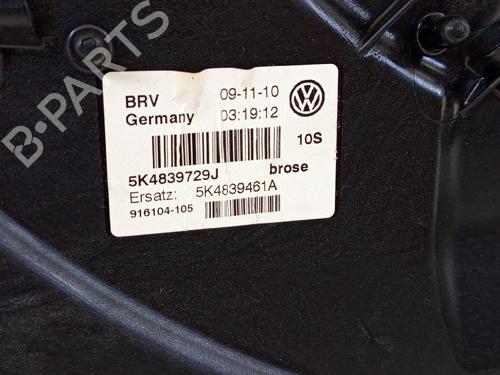 BRV 09-11-10
Germany 03:19:12
10S
5K4839729J brose
Ersatz: 5K4839461A
916104-105
B-PARTS